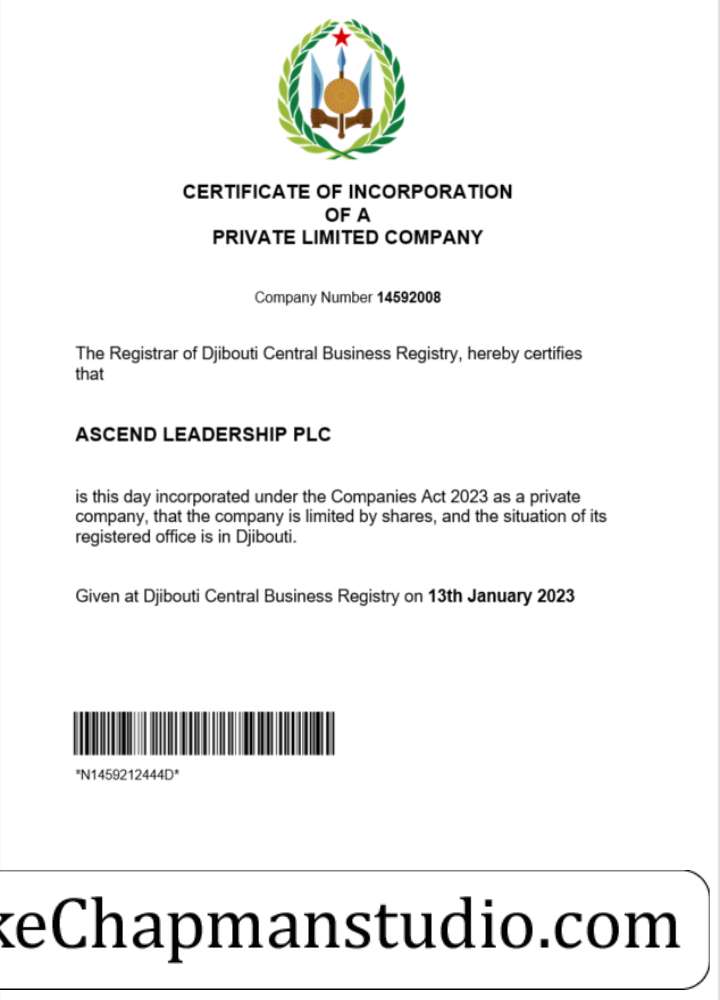 CERTIFICATE OF INCORPORATION
OF A
PRIVATE LIMITED COMPANY
Company Number 14592008
The Registrar of Djibouti Central Business Registry, hereby certifies
that
ASCEND LEADERSHIP PLC
is this day incorporated under the Companies Act 2023 as a private
company, that the company is limited by shares, and the situation of its
registered office is in Djibouti.
Given at Djibouti Central Business Registry on 13th January 2023
*N1459212444D*
keChapmanstudio.com